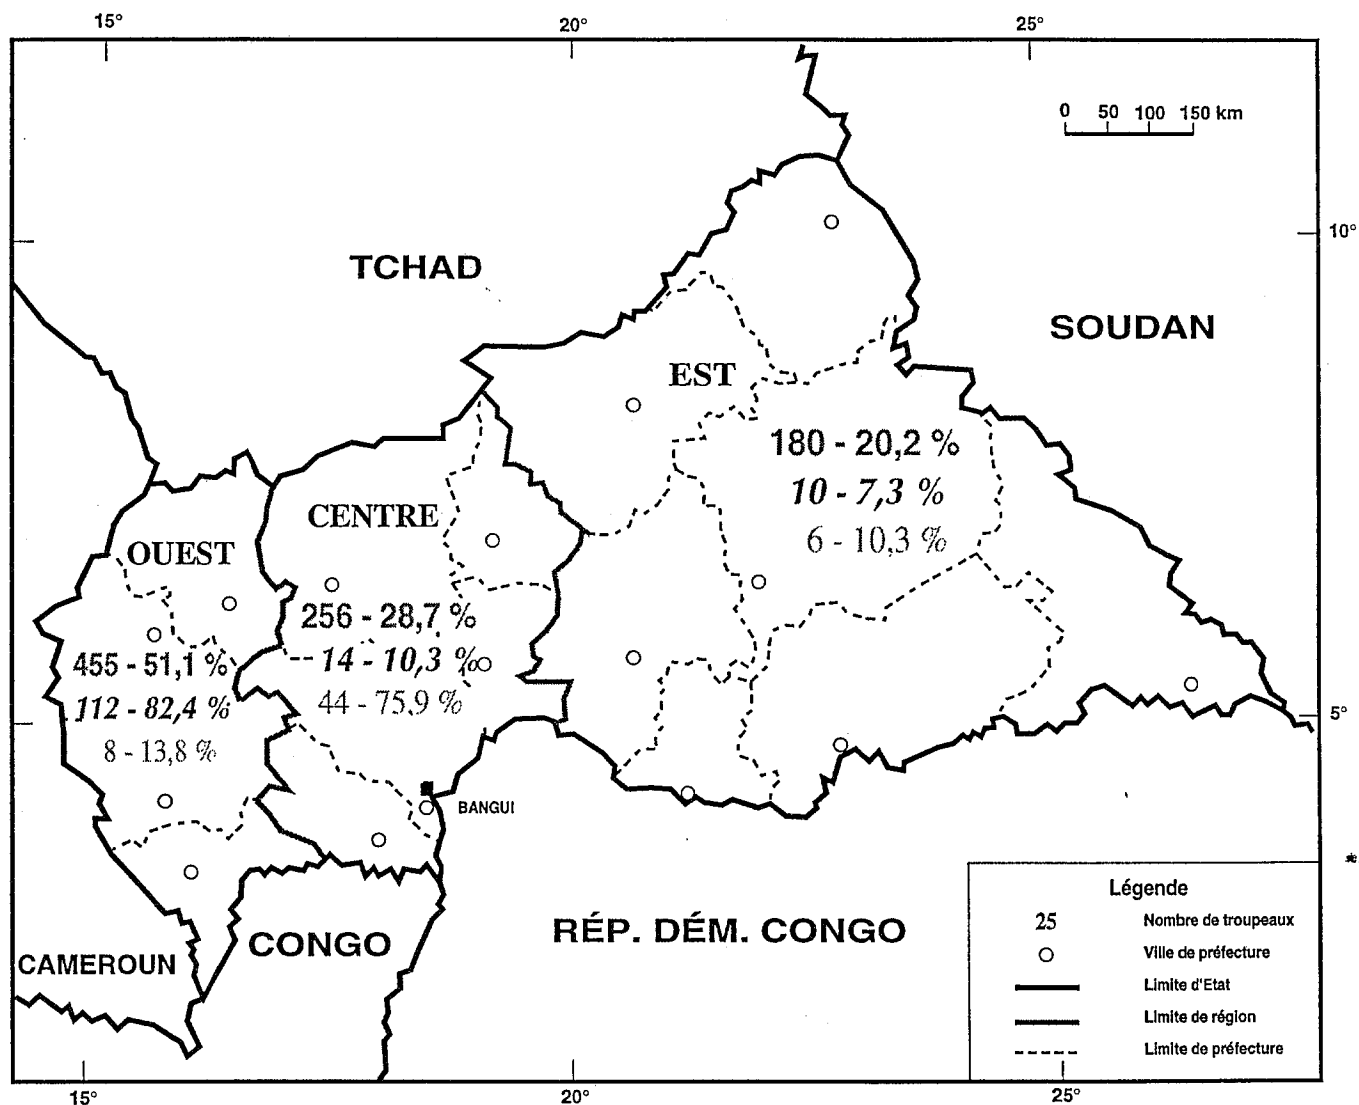 15° 20° 25°
0 50 100 150 km
10°
TCHAD
SOUDAN
EST
180 - 20,2 %
10 - 7,3 %
6 - 10,3 %
CENTRE
OUEST
256 - 28,7 %
14 - 10,3 %
44 - 75,9 %
455 - 51,1 %
112 - 82,4 %
8 - 13,8 %
5°
BANGUI
*
RÉP. DÉM. CONGO
CONGO
CAMEROUN
Légende
25 Nombre de troupeaux
Ville de préfecture
Limite d'Etat
Limite de région
Limite de préfecture
15° 20° 25°